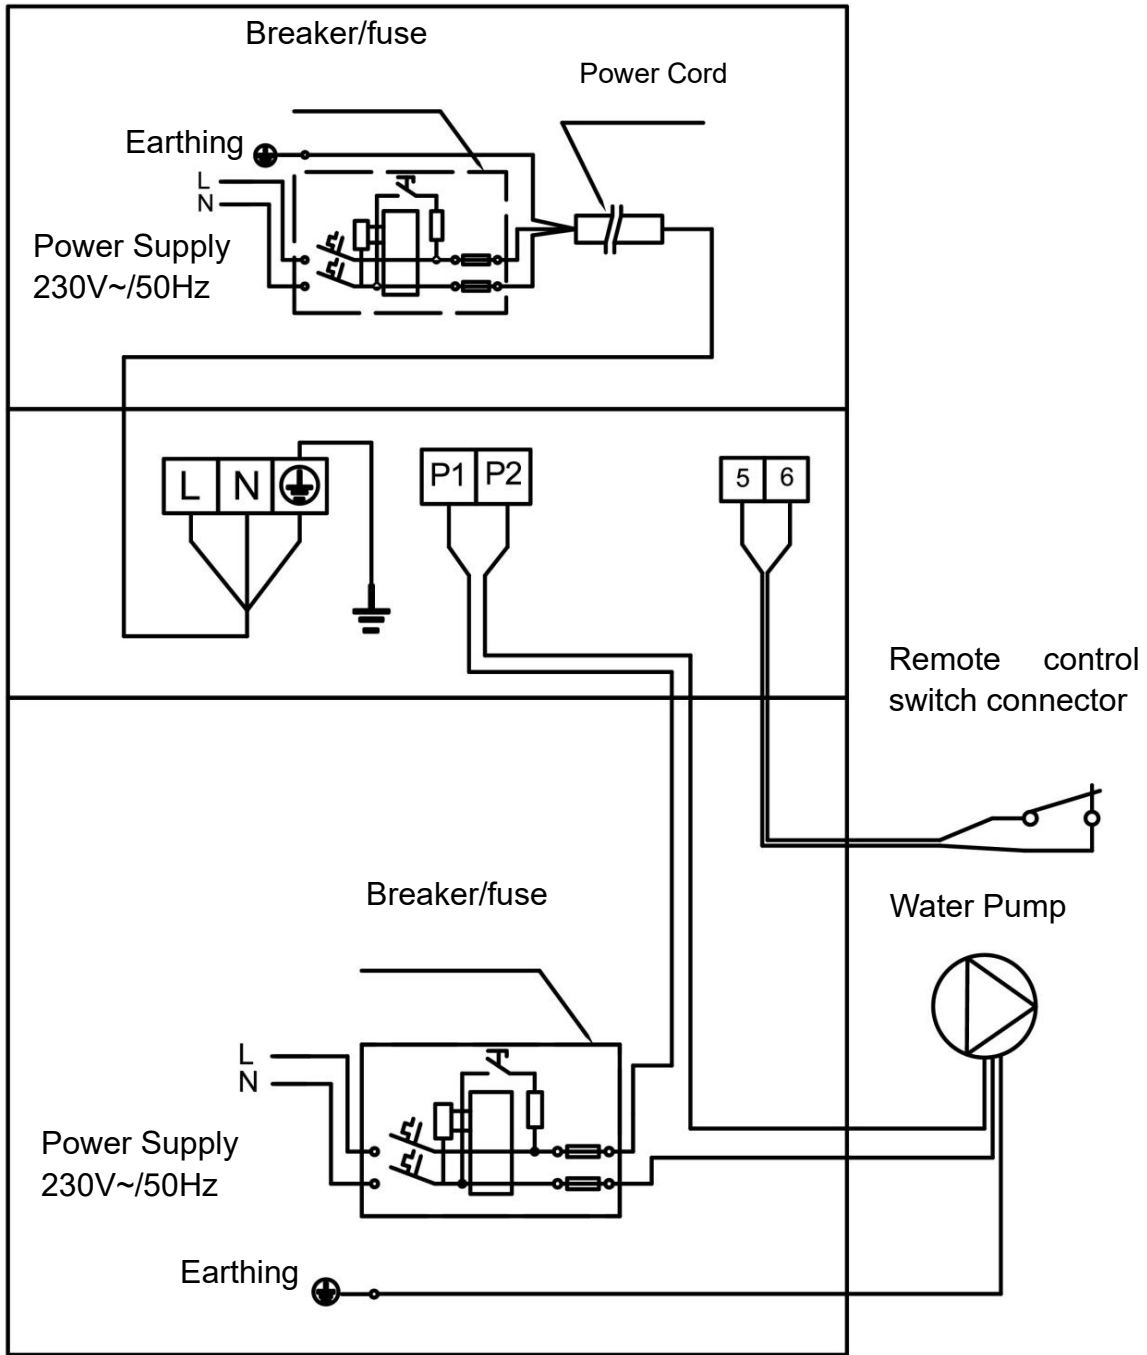 Breaker/fuse
Power Cord
Earthing
L
N
Power Supply
230V~/50Hz
L N
P1 P2
5 6
Remote control
switch connector
Breaker/fuse
Water Pump
L
N
Power Supply
230V~/50Hz
Earthing